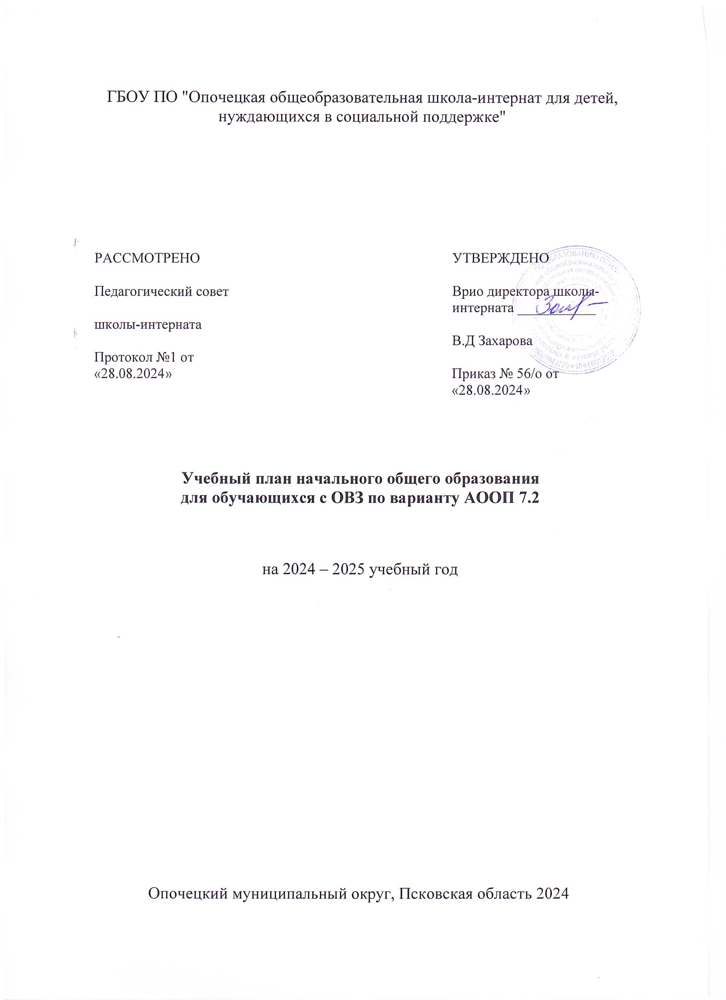 ГБОУ ПО "Опочецкая общеобразовательная школа-интернат для детей,
нуждающихся в социальной поддержке"
РАССМОТРЕНО
Педагогический совет
школы-интерната
Протокол №1 от
«28.08.2024»
УТВЕРЖДЕНО
Врио директора школы-
интерната
В.Д Захарова
Приказ № 56/о от
«28.08.2024»
ПО ОБРАЗОВАНИЮ
ИНН
Учебный план начального общего образования
для обучающихся с ОВЗ по варианту АООП 7.2
на 2024 – 2025 учебный год
Опочецкий муниципальный округ, Псковская область 2024